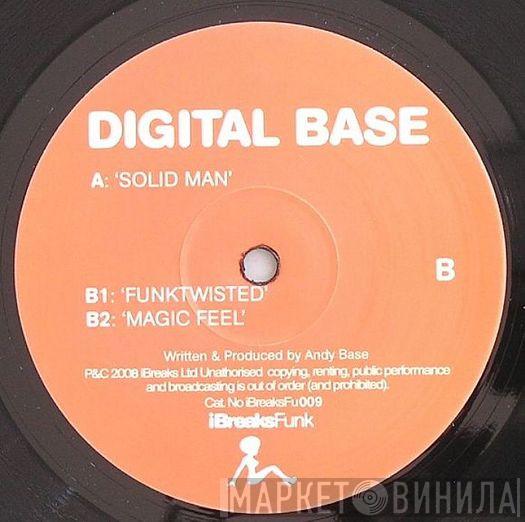 DIGITAL BASE
A: 'SOLID MAN'
B
B1: 'FUNKTWISTED'
B2: 'MAGIC FEEL'
Written & Produced by Andy Base
P&C 2008 iBreaks Ltd Unathorised copying, renting, public performance
and broadcasting is out of order (and prohibited).
Cat. No iBreaksFu009
iBreaksFunk
МАРКЕТ ВИНИЛА